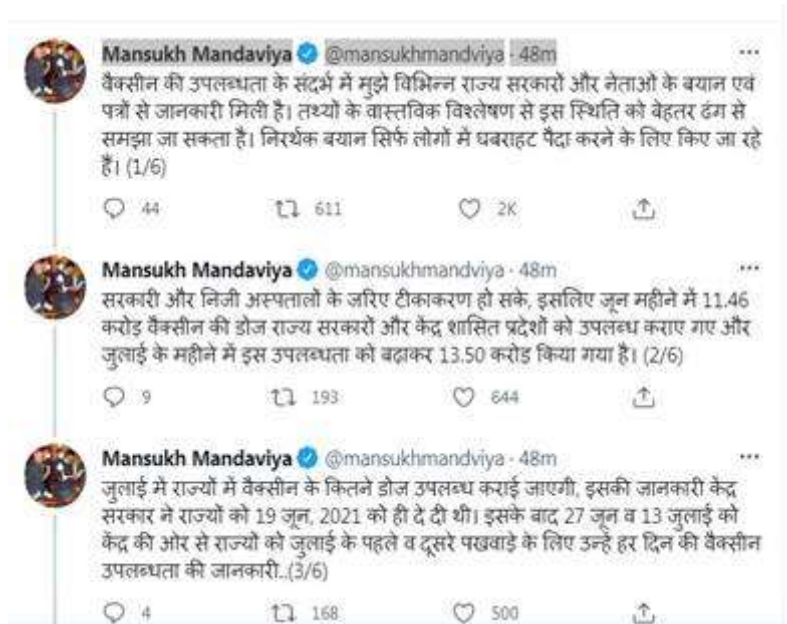 Mansukh Mandaviya @mansukhmandviya · 48m
वैक्सीन की उपलब्धता के संदर्भ में मुझे विभिन्न राज्य सरकारों और नेताओ के बयान एवं
पत्रों से जानकारी मिली है। तथ्यों के वास्तविक विश्लेषण से इस स्थिति को बेहतर ढंग से
समझा जा सकता है। निरर्थक बयान सिर्फ लोगों में घबराहट पैदा करने के लिए किए जा रहे
हैं। (1/6)
44 611 2K
Mansukh Mandaviya @mansukhmandviya · 48m
सरकारी और निजी अस्पतालों के जरिए टीकाकरण हो सके, इसलिए जून महीने में 11.46
करोड़ वैक्सीन की डोज राज्य सरकारों और केंद्र शासित प्रदेशों को उपलब्ध कराए गए और
जुलाई के महीने में इस उपलब्धता को बढ़ाकर 13.50 करोड़ किया गया है। (2/6)
9 193 644
Mansukh Mandaviya @mansukhmandviya · 48m
जुलाई में राज्यों में वैक्सीन के कितने डोज उपलब्ध कराई जाएगी, इसकी जानकारी केंद्र
सरकार ने राज्यों को 19 जून, 2021 को ही दे दी थी। इसके बाद 27 जून व 13 जुलाई को
केंद्र की ओर से राज्यों को जुलाई के पहले व दूसरे पखवाड़े के लिए उन्हें हर दिन की वैक्सीन
उपलब्धता की जानकारी..(3/6)
4 168 500